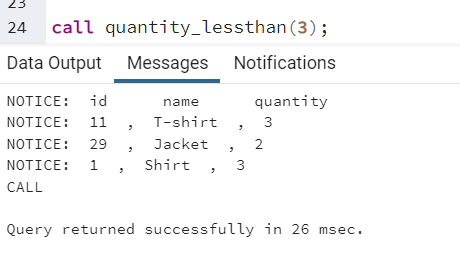 23
24 call quantity_lessthan(3);
Data Output Messages Notifications
NOTICE:  id      name      quantity
NOTICE:  11  ,  T-shirt  ,  3
NOTICE:  29  ,  Jacket  ,  2
NOTICE:  1  ,  Shirt  ,  3
CALL
Query returned successfully in 26 msec.